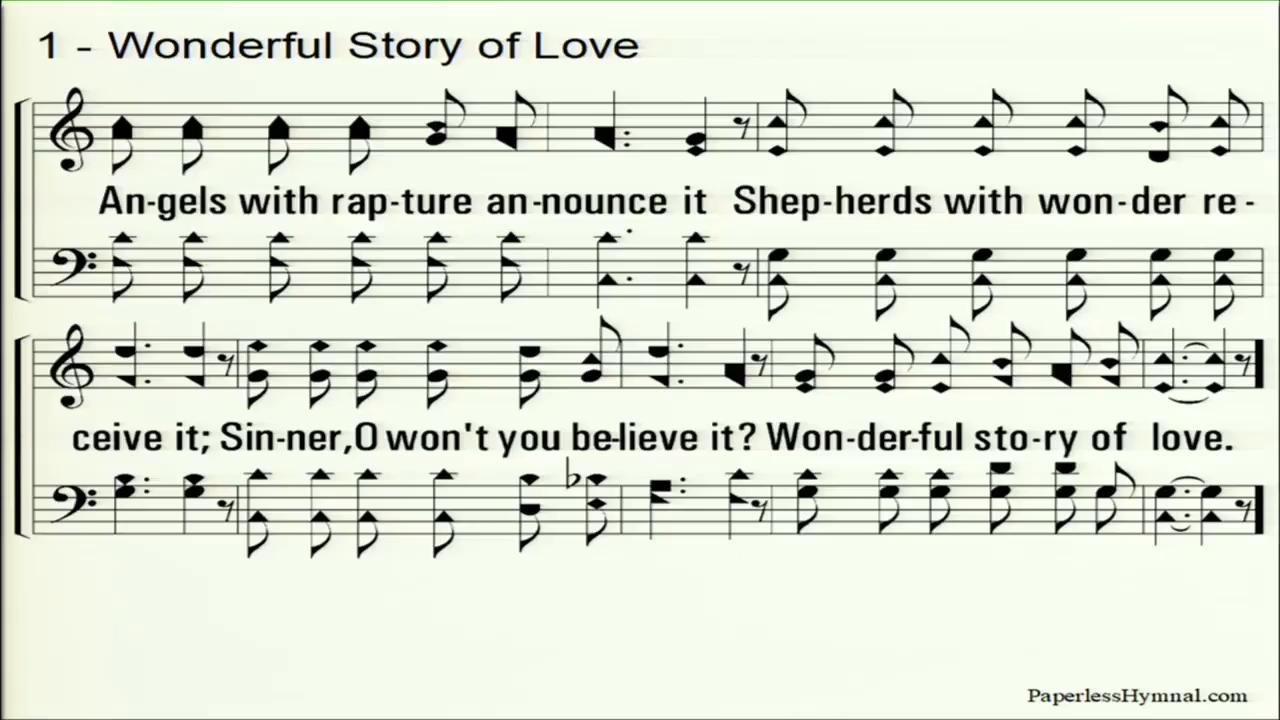 1 - Wonderful Story of Love
An-gels with rap-ture an-nounce it Shep-herds with won-der re-
ceive it; Sin-ner,O won't you be-lieve it? Won-der-ful sto-ry of love.
PaperlessHymnal.com